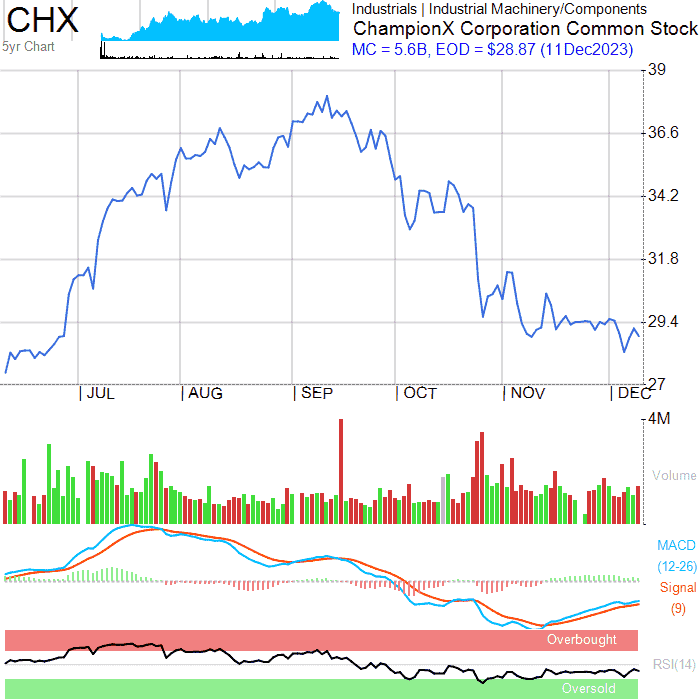 CHX
5yr Chart
Industrials | Industrial Machinery/Components
ChampionX Corporation Common Stock
MC = 5.6B, EOD = $28.87 (11Dec2023)
39
36.6
34.2
31.8
29.4
27
| JUL | AUG | SEP | OCT | NOV | DEC
4M
Volume
MACD
(12-26)
Signal
(9)
Overbought
RSI(14)
Oversold